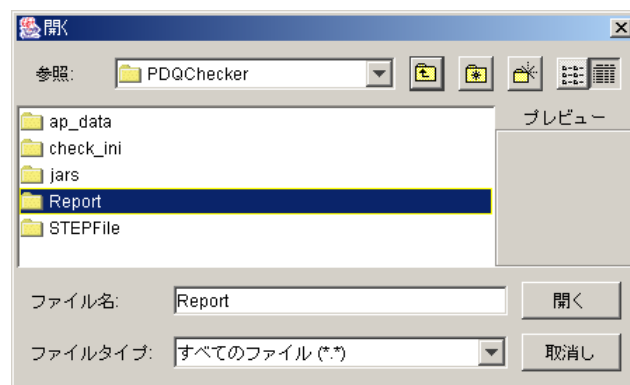 開く
参照: PDQChecker
ap_data
check_ini
jars
Report
STEPFile
プレビュー
ファイル名: Report 開く
ファイルタイプ: すべてのファイル (*.*) 取消し